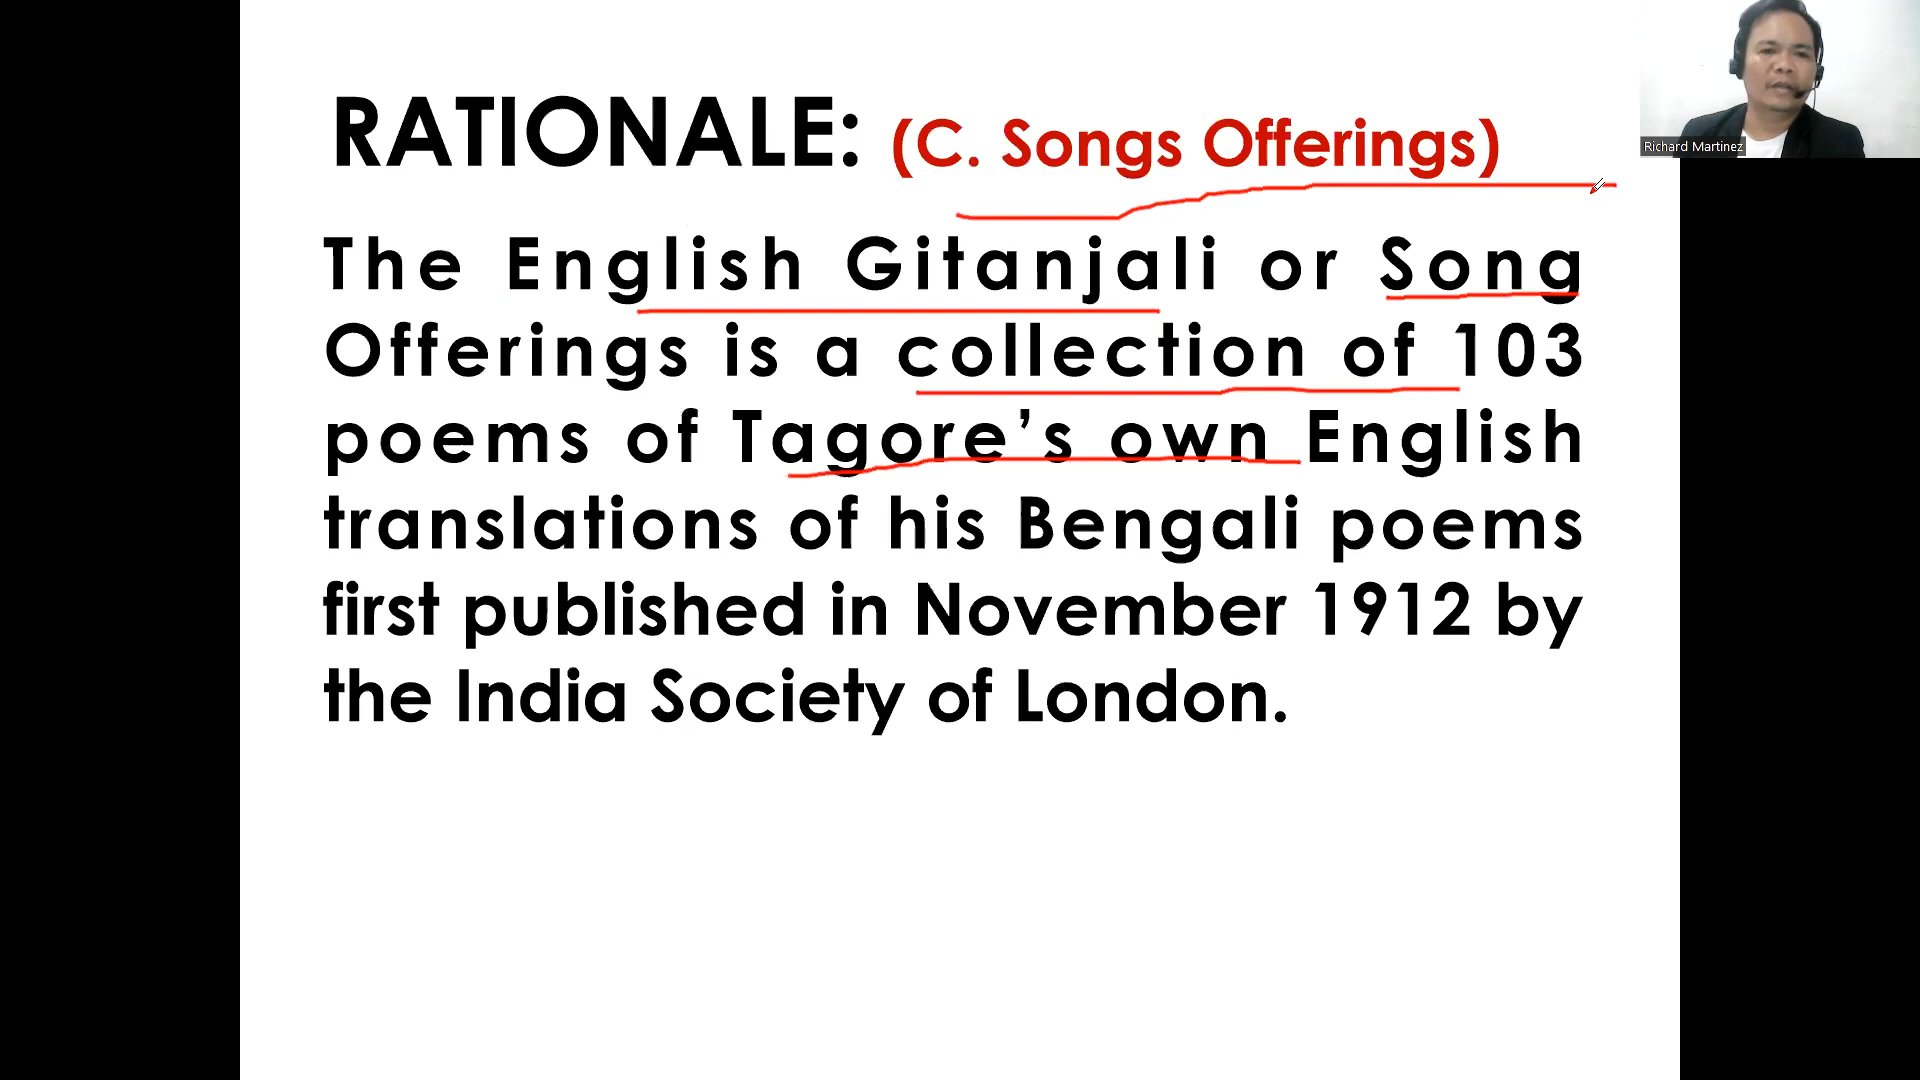 RATIONALE: (C. Songs Offerings)
The English Gitanjali or Song
Offerings is a collection of 103
poems of Tagore’s own English
translations of his Bengali poems
first published in November 1912 by
the India Society of London.
Richard Martinez